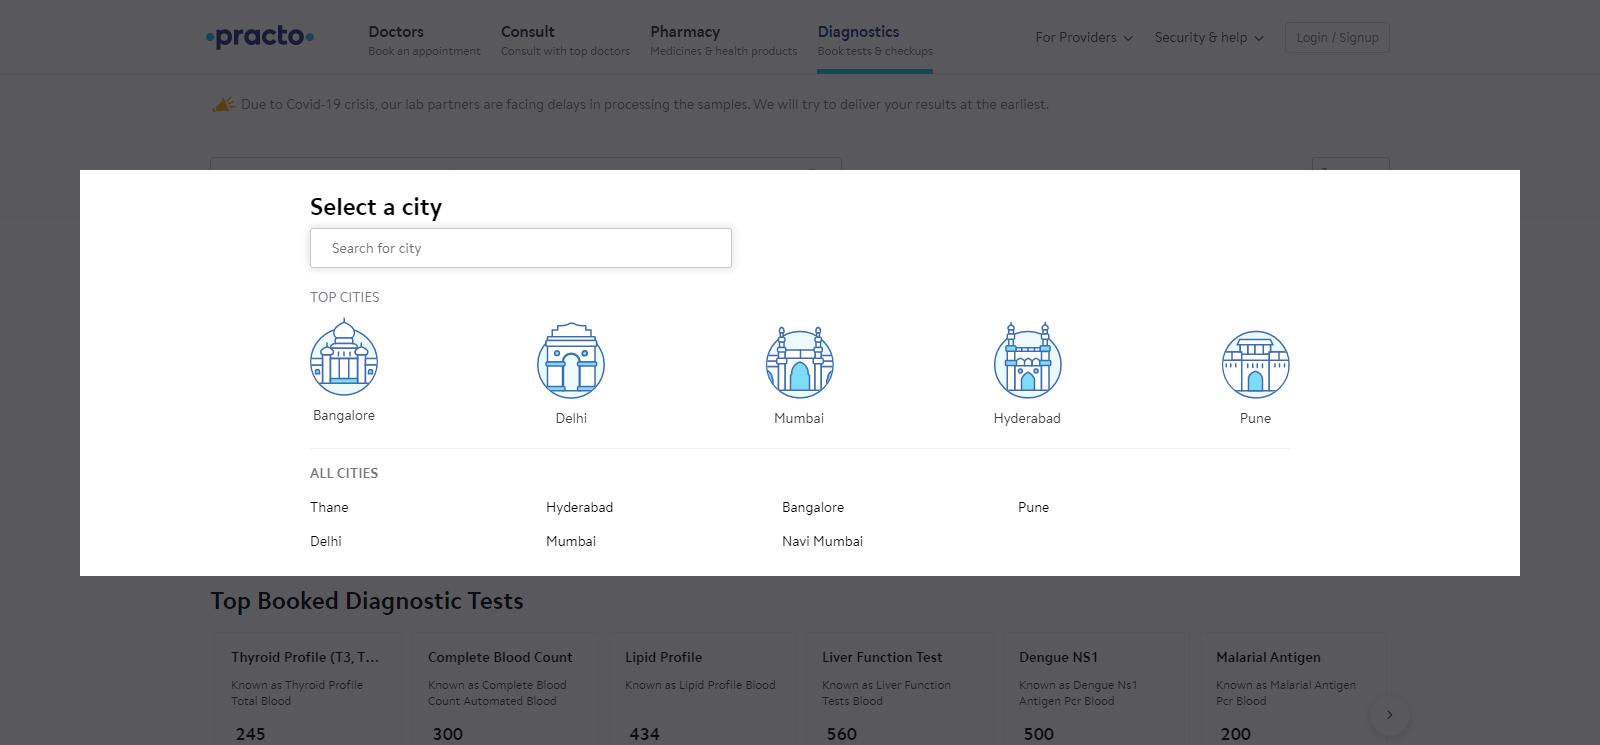 practo
Doctors
Book an appointment
Consult
Consult with top doctors
Pharmacy
Medicines & health products
Diagnostics
Book tests & checkups
For Providers
Security & help
Login / Signup
Due to Covid-19 crisis, our lab partners are facing delays in processing the samples. We will try to deliver your results at the earliest.
Select a city
Search for city
TOP CITIES
Bangalore
Delhi
Mumbai
Hyderabad
Pune
ALL CITIES
Thane
Hyderabad
Bangalore
Pune
Delhi
Mumbai
Navi Mumbai
Top Booked Diagnostic Tests
Thyroid Profile (T3, T...
Known as Thyroid Profile
Total Blood
245
Complete Blood Count
Known as Complete Blood
Count Automated Blood
300
Lipid Profile
Known as Lipid Profile Blood
434
Liver Function Test
Known as Liver Function
Tests Blood
560
Dengue NS1
Known as Dengue Ns1
Antigen Pcr Blood
500
Malarial Antigen
Known as Malarial Antigen
Pcr Blood
200